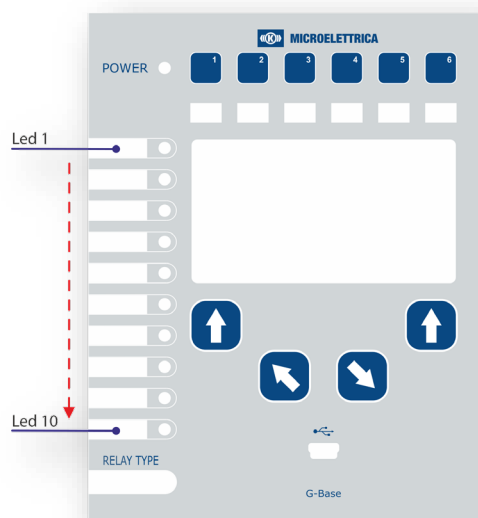 MICROELETTRICA
POWER
1 2 3 4 5 6
Led 1
Led 10
RELAY TYPE
G-Base